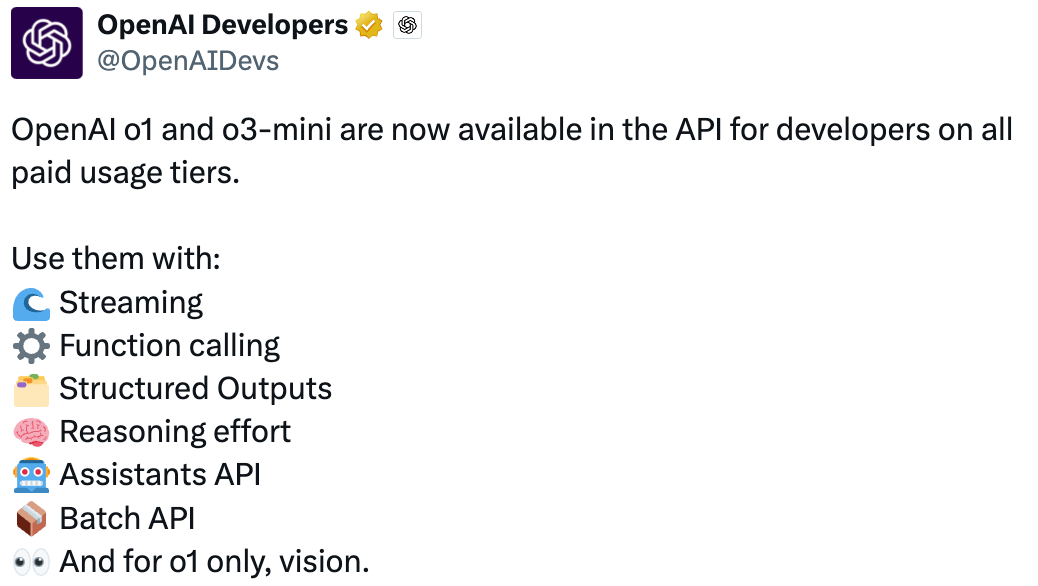 OpenAI Developers
@OpenAIDevs
OpenAI o1 and o3-mini are now available in the API for developers on all
paid usage tiers.
Use them with:
🌊 Streaming
⚙️ Function calling
🗂️ Structured Outputs
🧠 Reasoning effort
🤖 Assistants API
📦 Batch API
👀 And for o1 only, vision.